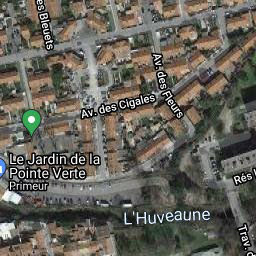 des Bleuets
Av. des Fleurs
Av. des Cigales
Le Jardin de la
Pointe Verte
Primeur
Rés
L'Huveaune
Trav. d